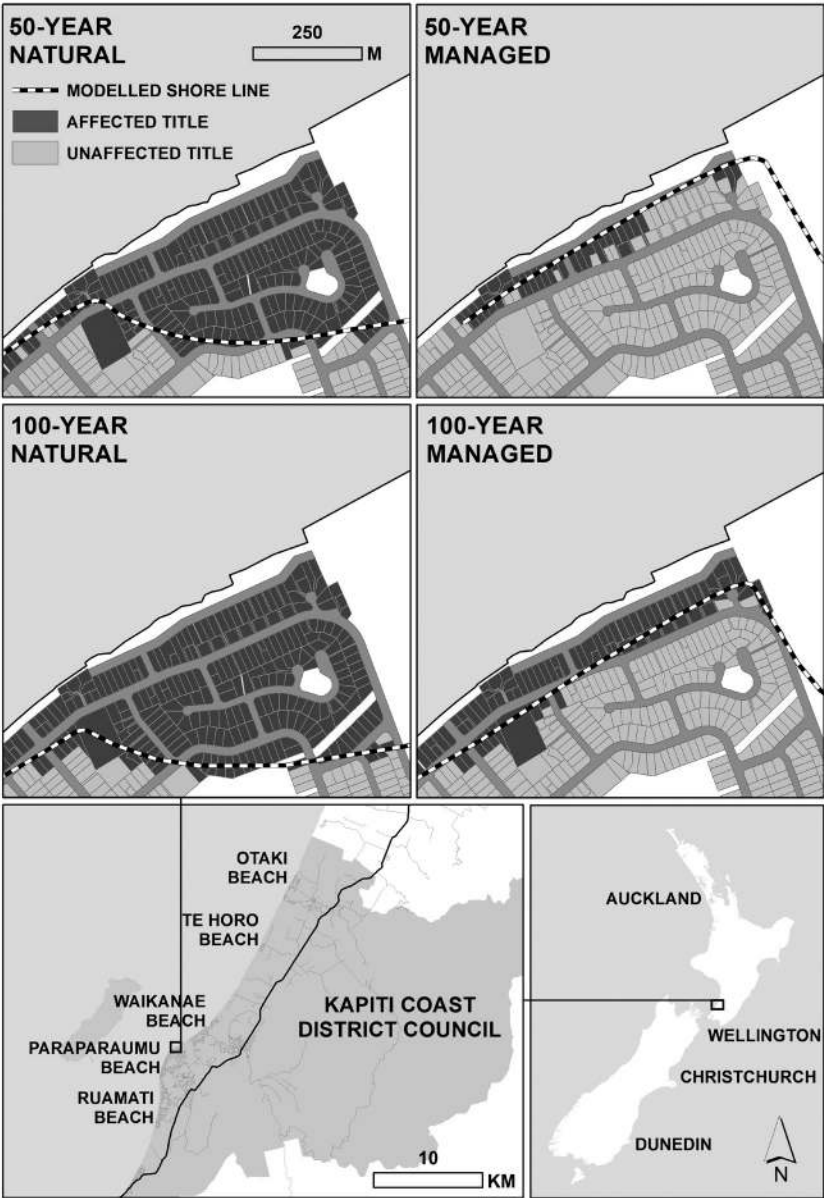 50-YEAR
NATURAL
250
M
MODELLED SHORE LINE
AFFECTED TITLE
UNAFFECTED TITLE
50-YEAR
MANAGED
100-YEAR
NATURAL
100-YEAR
MANAGED
OTAKI
BEACH
TE HORO
BEACH
WAIKANAE
BEACH
PARAPARAUMU
BEACH
RUAMATI
BEACH
KAPITI COAST
DISTRICT COUNCIL
10
KM
AUCKLAND
WELLINGTON
CHRISTCHURCH
DUNEDIN
N